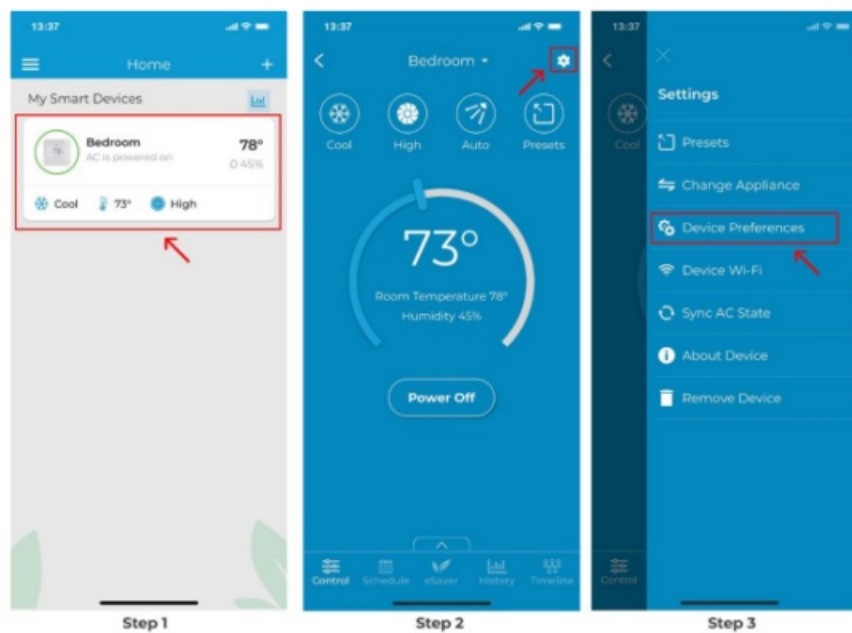 13:37
Home
My Smart Devices
Bedroom
78°
AC is powered on
45%
Cool
73°
High
Step 1
13:37
Bedroom
Cool
High
Auto
Presets
73°
Room Temperature 78°
Humidity 45%
Power Off
Control
Schedule
eSaver
History
Timeline
Step 2
13:37
Settings
Cool
Presets
Change Appliance
Device Preferences
Device Wi-Fi
Sync AC State
About Device
Remove Device
Control
Step 3